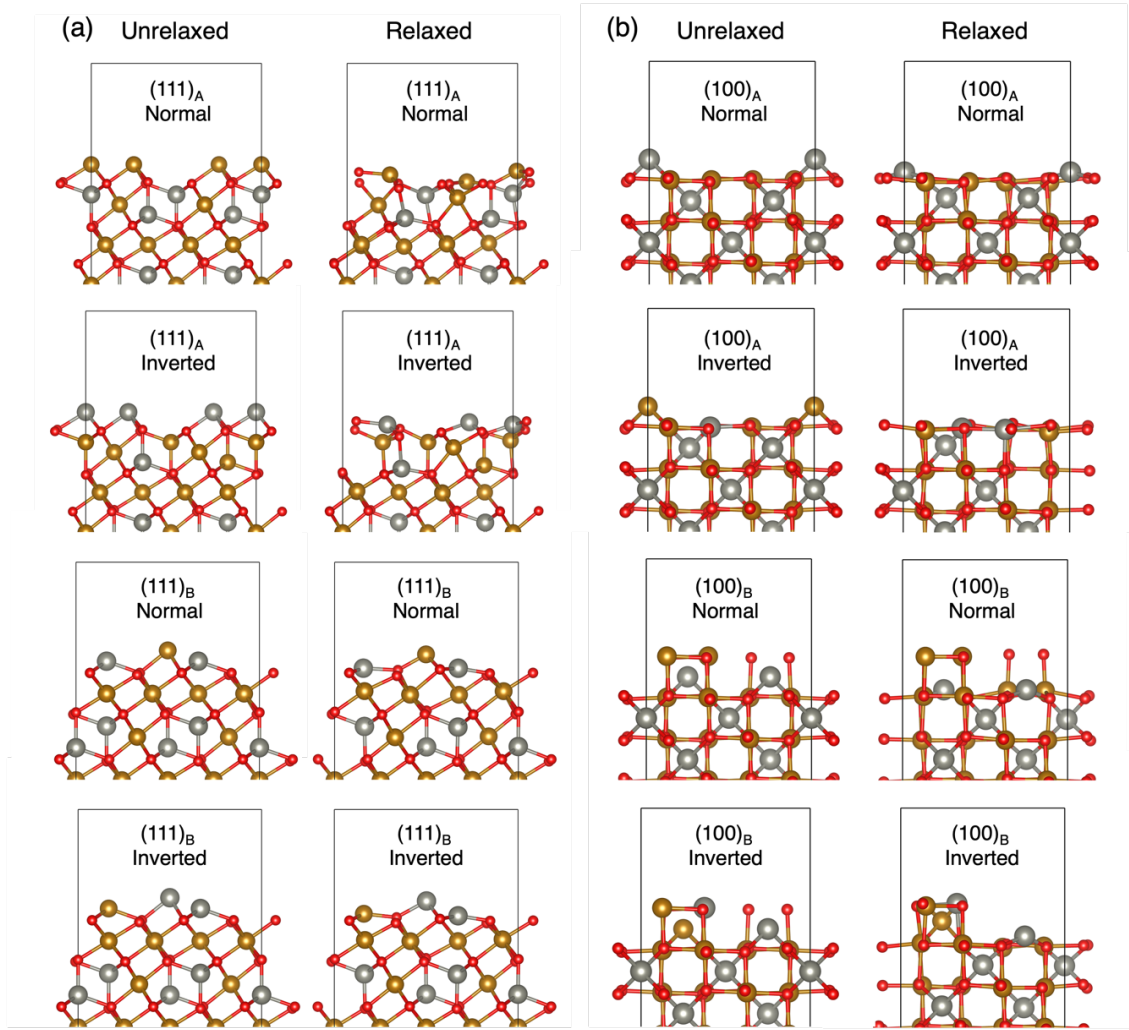 (a)
Unrelaxed
Relaxed
(111)A
Normal
(111)A
Normal
(111)A
Inverted
(111)A
Inverted
(111)B
Normal
(111)B
Normal
(111)B
Inverted
(111)B
Inverted
(b)
Unrelaxed
Relaxed
(100)A
Normal
(100)A
Normal
(100)A
Inverted
(100)A
Inverted
(100)B
Normal
(100)B
Normal
(100)B
Inverted
(100)B
Inverted